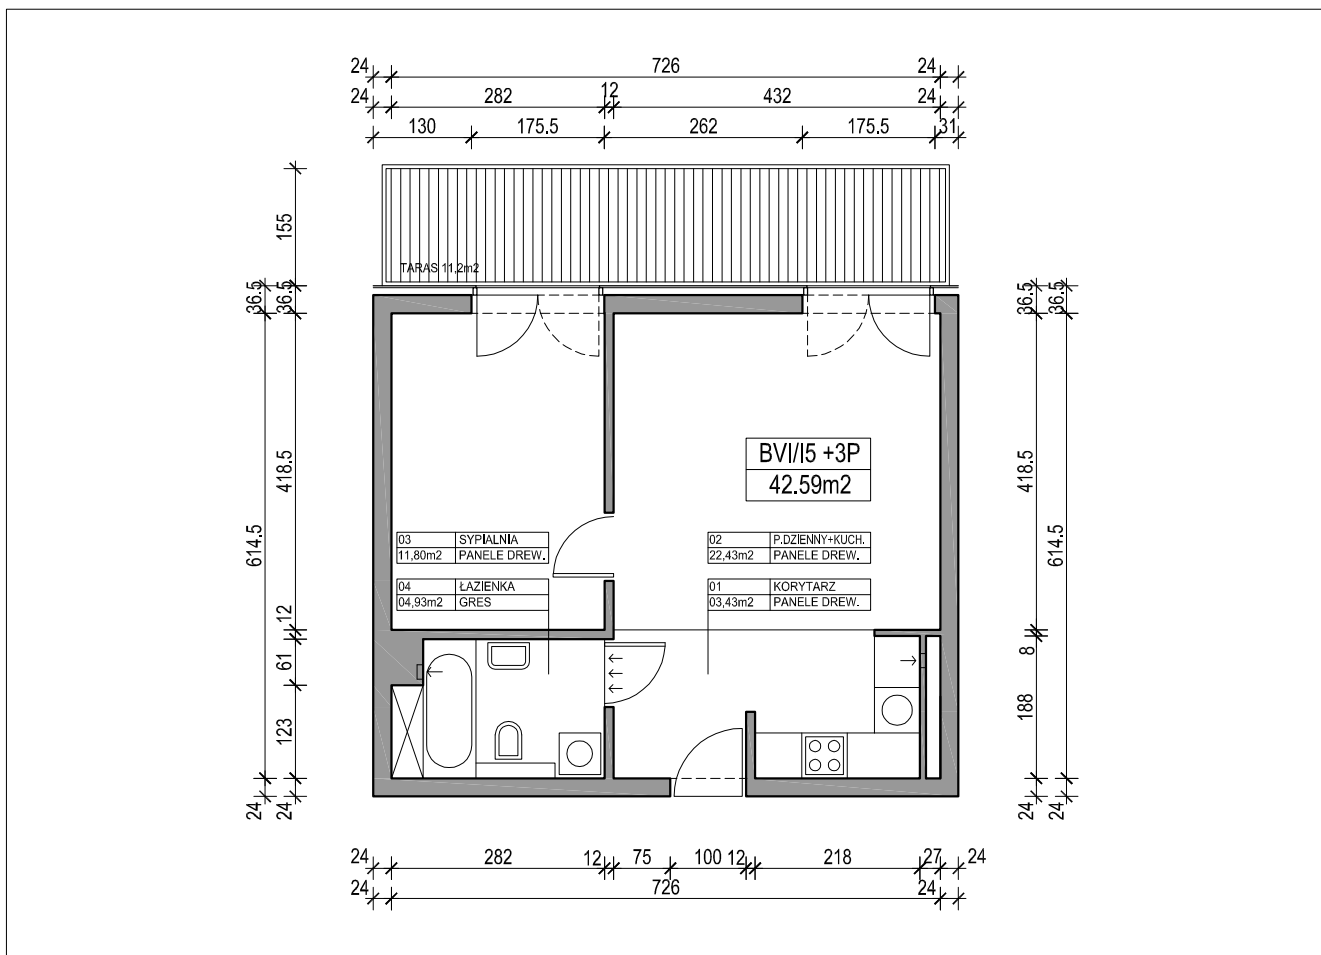 24 726 24
24 282 12 432 24
130 175.5 262 175.5 31
155
TARAS 11,2m2
36.5 36.5 36.5 36.5
418.5 418.5
614.5 614.5
BVI/I5 +3P
42.59m2
03 SYPIALNIA
11,80m2 PANELE DREW.
02 P.DZIENNY+KUCH.
22,43m2 PANELE DREW.
04 ŁAZIENKA
04,93m2 GRES
01 KORYTARZ
03,43m2 PANELE DREW.
12
61 8
123 188
24 24 24 24
24 282 12 75 100 12 218 27 24
24 726 24